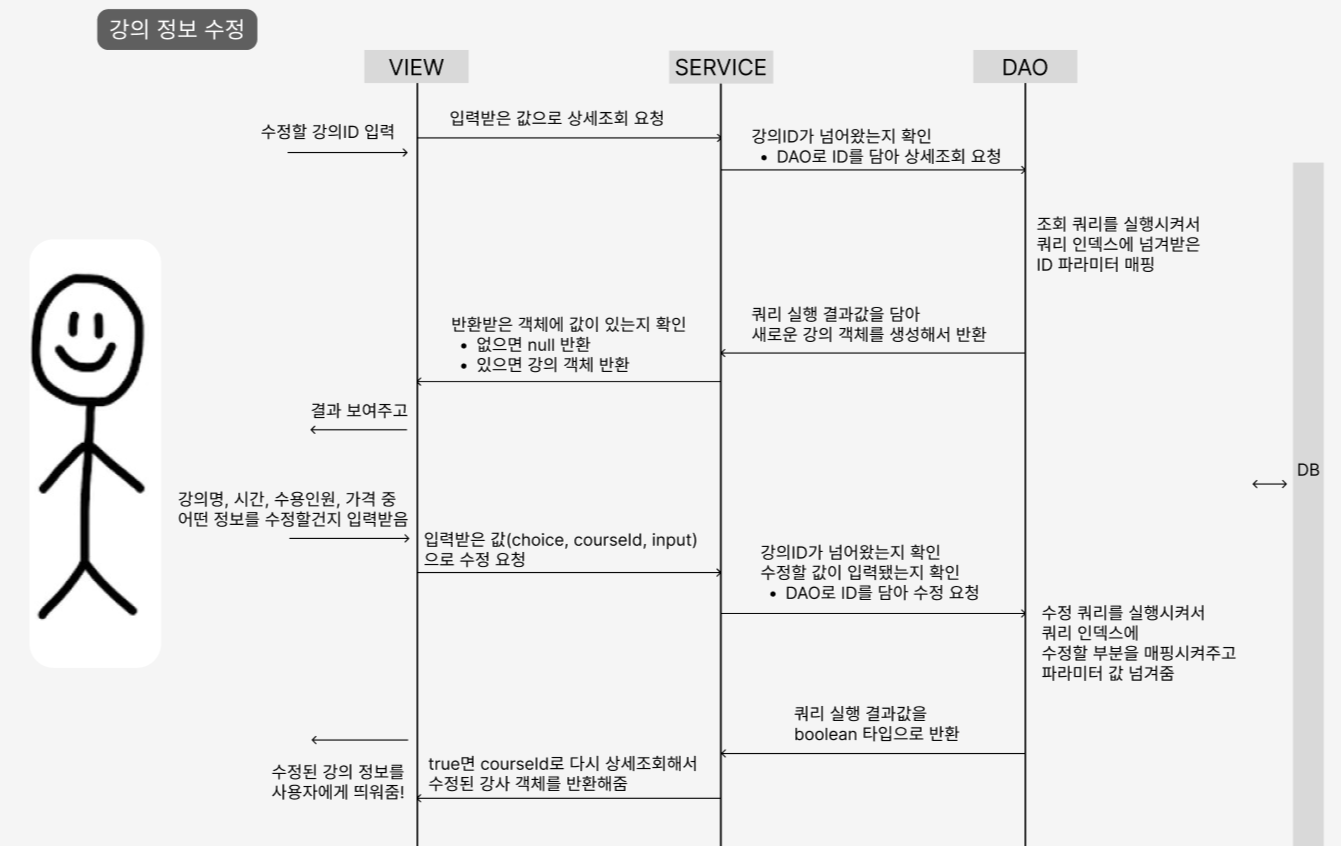 강의 정보 수정
VIEW
SERVICE
DAO
수정할 강의ID 입력
입력받은 값으로 상세조회 요청
강의ID가 넘어왔는지 확인
• DAO로 ID를 담아 상세조회 요청
조회 쿼리를 실행시켜서
쿼리 인덱스에 넘겨받은
ID 파라미터 매핑
쿼리 실행 결과값을 담아
새로운 강의 객체를 생성해서 반환
반환받은 객체에 값이 있는지 확인
• 없으면 null 반환
• 있으면 강의 객체 반환
결과 보여주고
DB
강의명, 시간, 수용인원, 가격 중
어떤 정보를 수정할건지 입력받음
입력받은 값(choice, courseId, input)
으로 수정 요청
강의ID가 넘어왔는지 확인
수정할 값이 입력됐는지 확인
• DAO로 ID를 담아 수정 요청
수정 쿼리를 실행시켜서
쿼리 인덱스에
수정할 부분을 매핑시켜주고
파라미터 값 넘겨줌
쿼리 실행 결과값을
boolean 타입으로 반환
true면 courseId로 다시 상세조회해서
수정된 강사 객체를 반환해줌
수정된 강의 정보를
사용자에게 띄워줌!